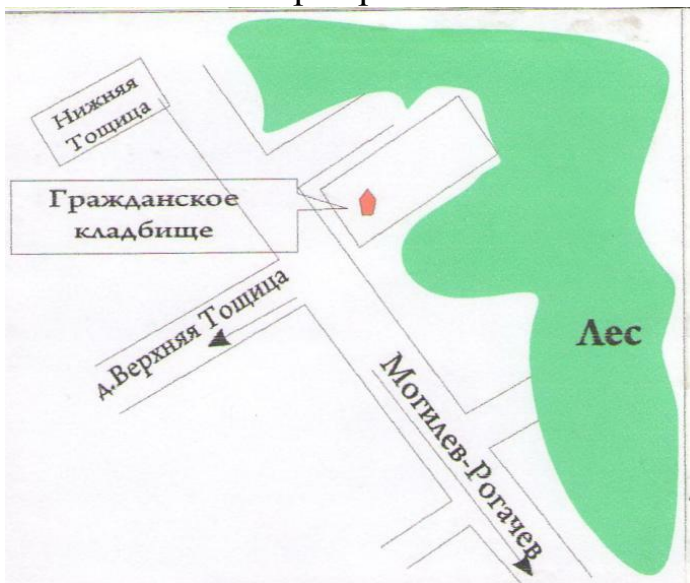 Нижняя
Тощица
Гражданское
кладбище
д.Верхняя Тощица
Лес
Могилев-Рогачев